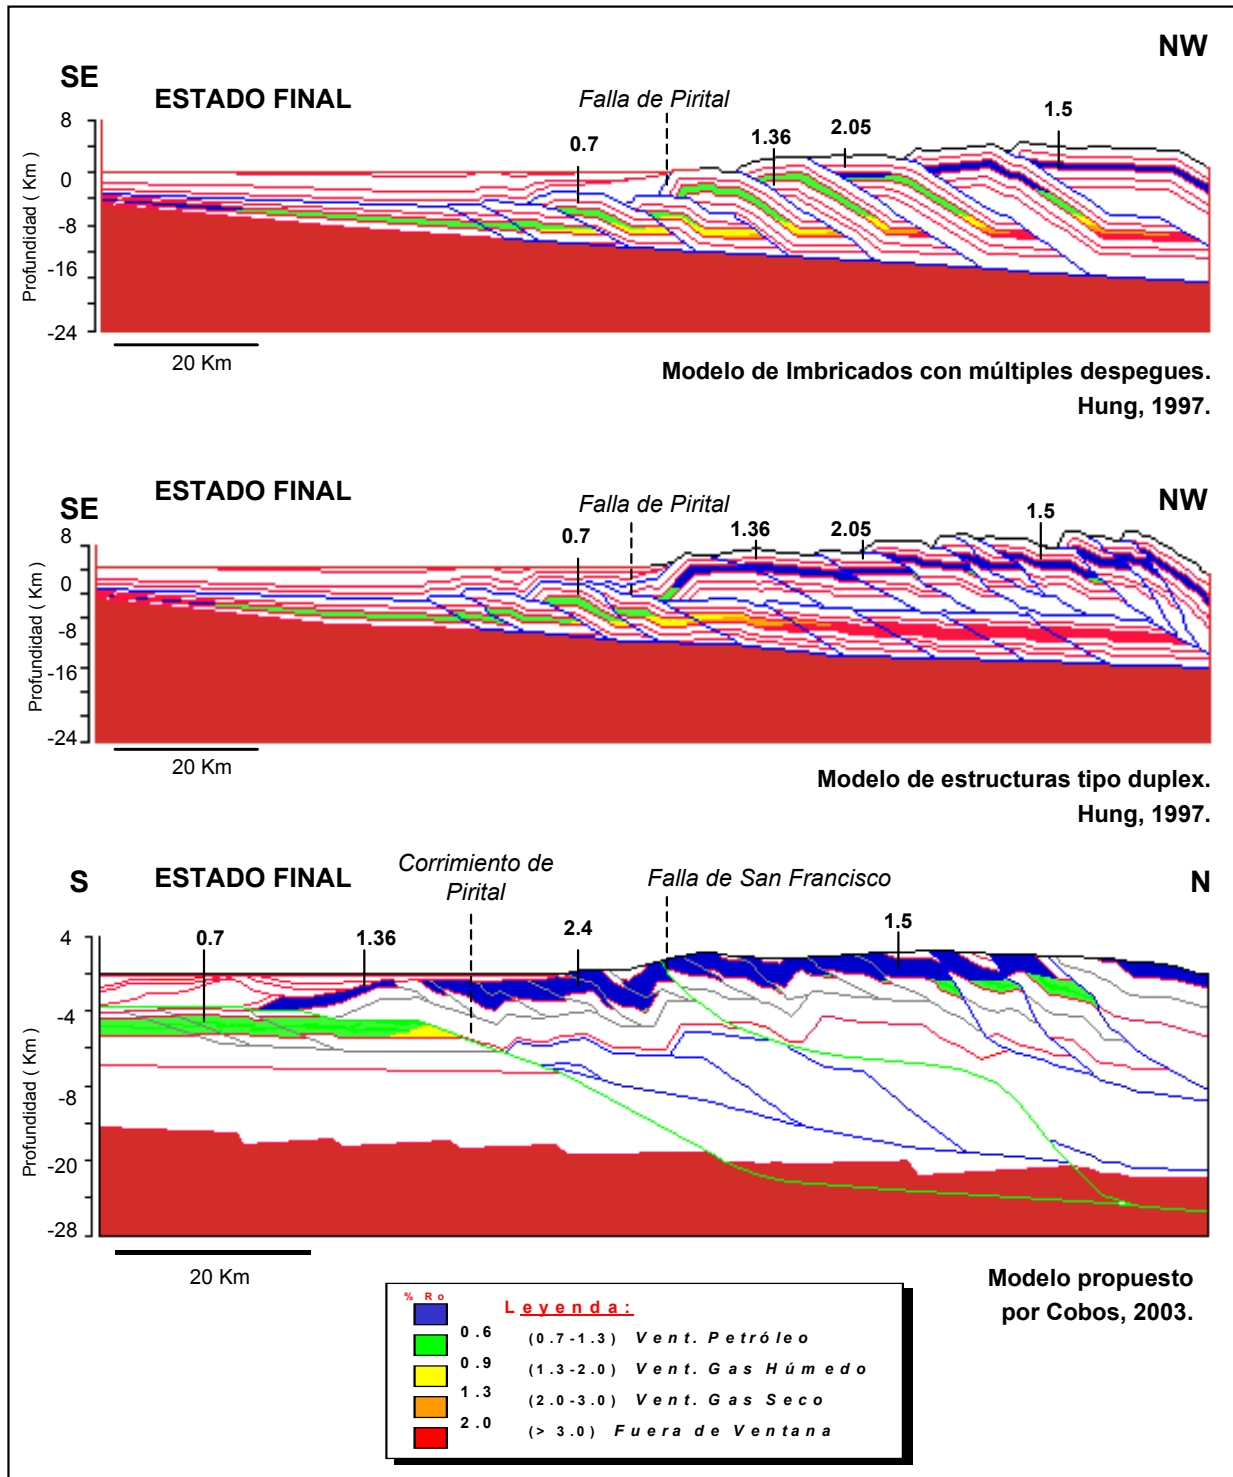 NW
SE
ESTADO FINAL
Falla de Pirital
8
0
-8
-16
-24
Profundidad ( Km )
0.7
1.36
2.05
1.5
20 Km
Modelo de Imbricados con múltiples despegues.
Hung, 1997.
SE
ESTADO FINAL
Falla de Pirital
NW
8
0
-8
-16
-24
Profundidad ( Km )
0.7
1.36
2.05
1.5
20 Km
Modelo de estructuras tipo duplex.
Hung, 1997.
S
ESTADO FINAL
Corrimiento de
Pirital
Falla de San Francisco
N
4
-4
-8
-20
-28
Profundidad ( Km )
0.7
1.36
2.4
1.5
20 Km
Modelo propuesto
por Cobos, 2003.
% Ro
Leyenda:
0.6
(0.7-1.3) Vent. Petróleo
0.9
(1.3-2.0) Vent. Gas Húmedo
1.3
(2.0-3.0) Vent. Gas Seco
2.0
(> 3.0) Fuera de Ventana